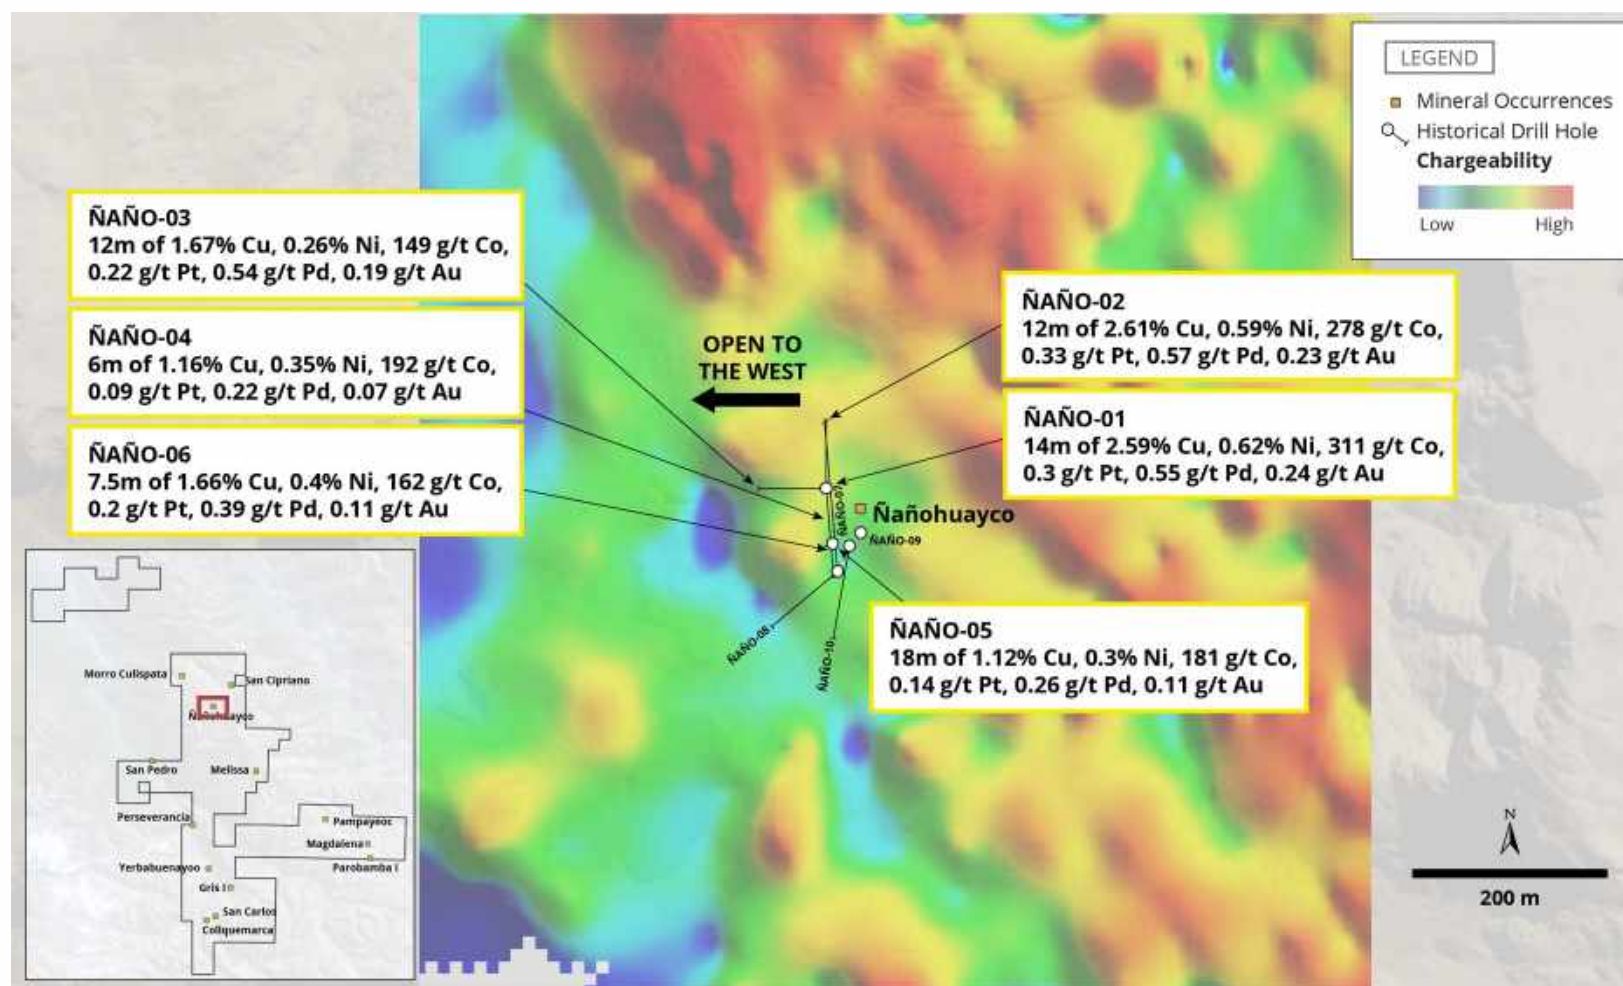 LEGEND
Mineral Occurrences
Historical Drill Hole
Chargeability
Low High
ÑAÑO-03
12m of 1.67% Cu, 0.26% Ni, 149 g/t Co,
0.22 g/t Pt, 0.54 g/t Pd, 0.19 g/t Au
ÑAÑO-04
6m of 1.16% Cu, 0.35% Ni, 192 g/t Co,
0.09 g/t Pt, 0.22 g/t Pd, 0.07 g/t Au
ÑAÑO-06
7.5m of 1.66% Cu, 0.4% Ni, 162 g/t Co,
0.2 g/t Pt, 0.39 g/t Pd, 0.11 g/t Au
OPEN TO
THE WEST
ÑAÑO-02
12m of 2.61% Cu, 0.59% Ni, 278 g/t Co,
0.33 g/t Pt, 0.57 g/t Pd, 0.23 g/t Au
ÑAÑO-01
14m of 2.59% Cu, 0.62% Ni, 311 g/t Co,
0.3 g/t Pt, 0.55 g/t Pd, 0.24 g/t Au
Ñañohuayco
ÑAÑO-07
ÑAÑO-09
ÑAÑO-08
ÑAÑO-10
ÑAÑO-05
18m of 1.12% Cu, 0.3% Ni, 181 g/t Co,
0.14 g/t Pt, 0.26 g/t Pd, 0.11 g/t Au
Morro Culispata
San Cipriano
Ñañohuayco
San Pedro
Melissa
Perseverancia
Pampayeoc
Magdalena
Parobamba I
Yerbabuenayoo
Gris I
San Carlos
Collquemarca
N
200 m